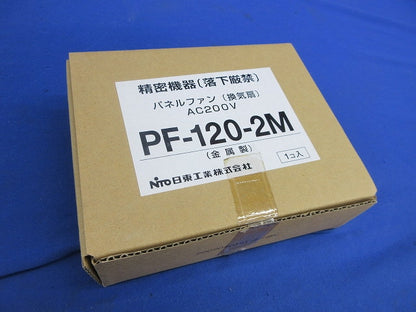 精密機器(落下厳禁)
パネルファン(換気扇)
AC200V
PF-120-2M
(金属製)
1コ入
NITO日東工業株式会社